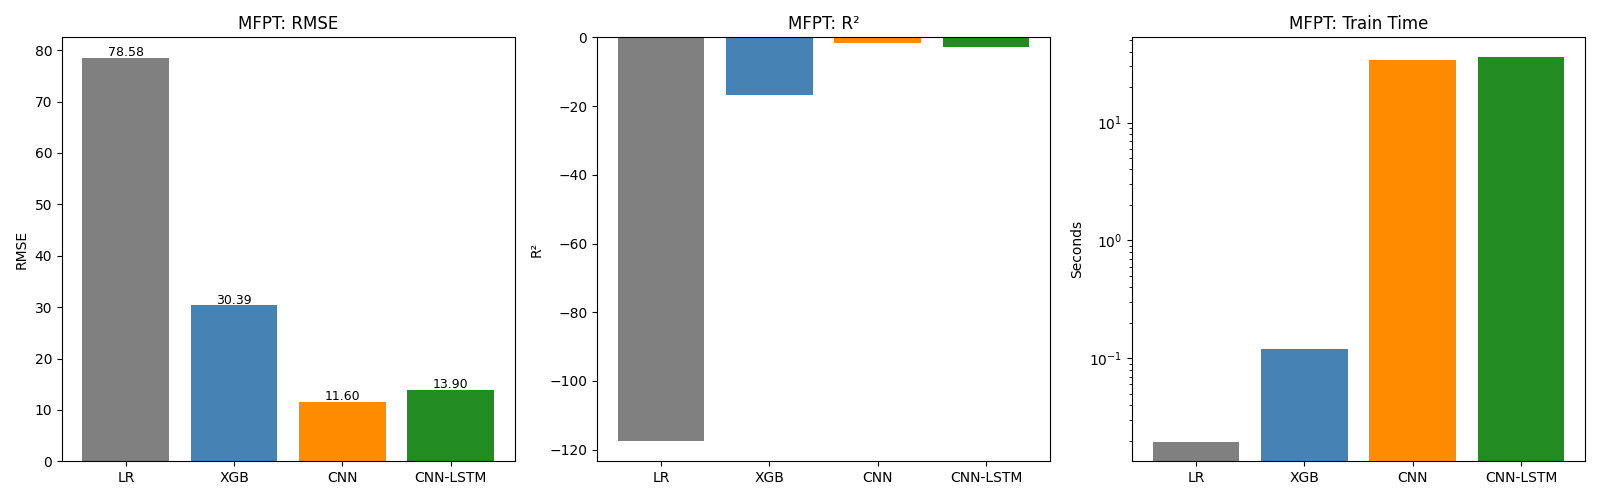 MFPT: RMSE
RMSE
80
70
60
50
40
30
20
10
0
78.58
30.39
11.60
13.90
LR XGB CNN CNN-LSTM
MFPT: R²
R²
0
−20
−40
−60
−80
−100
−120
LR XGB CNN CNN-LSTM
MFPT: Train Time
Seconds
10¹
10⁰
10⁻¹
LR XGB CNN CNN-LSTM